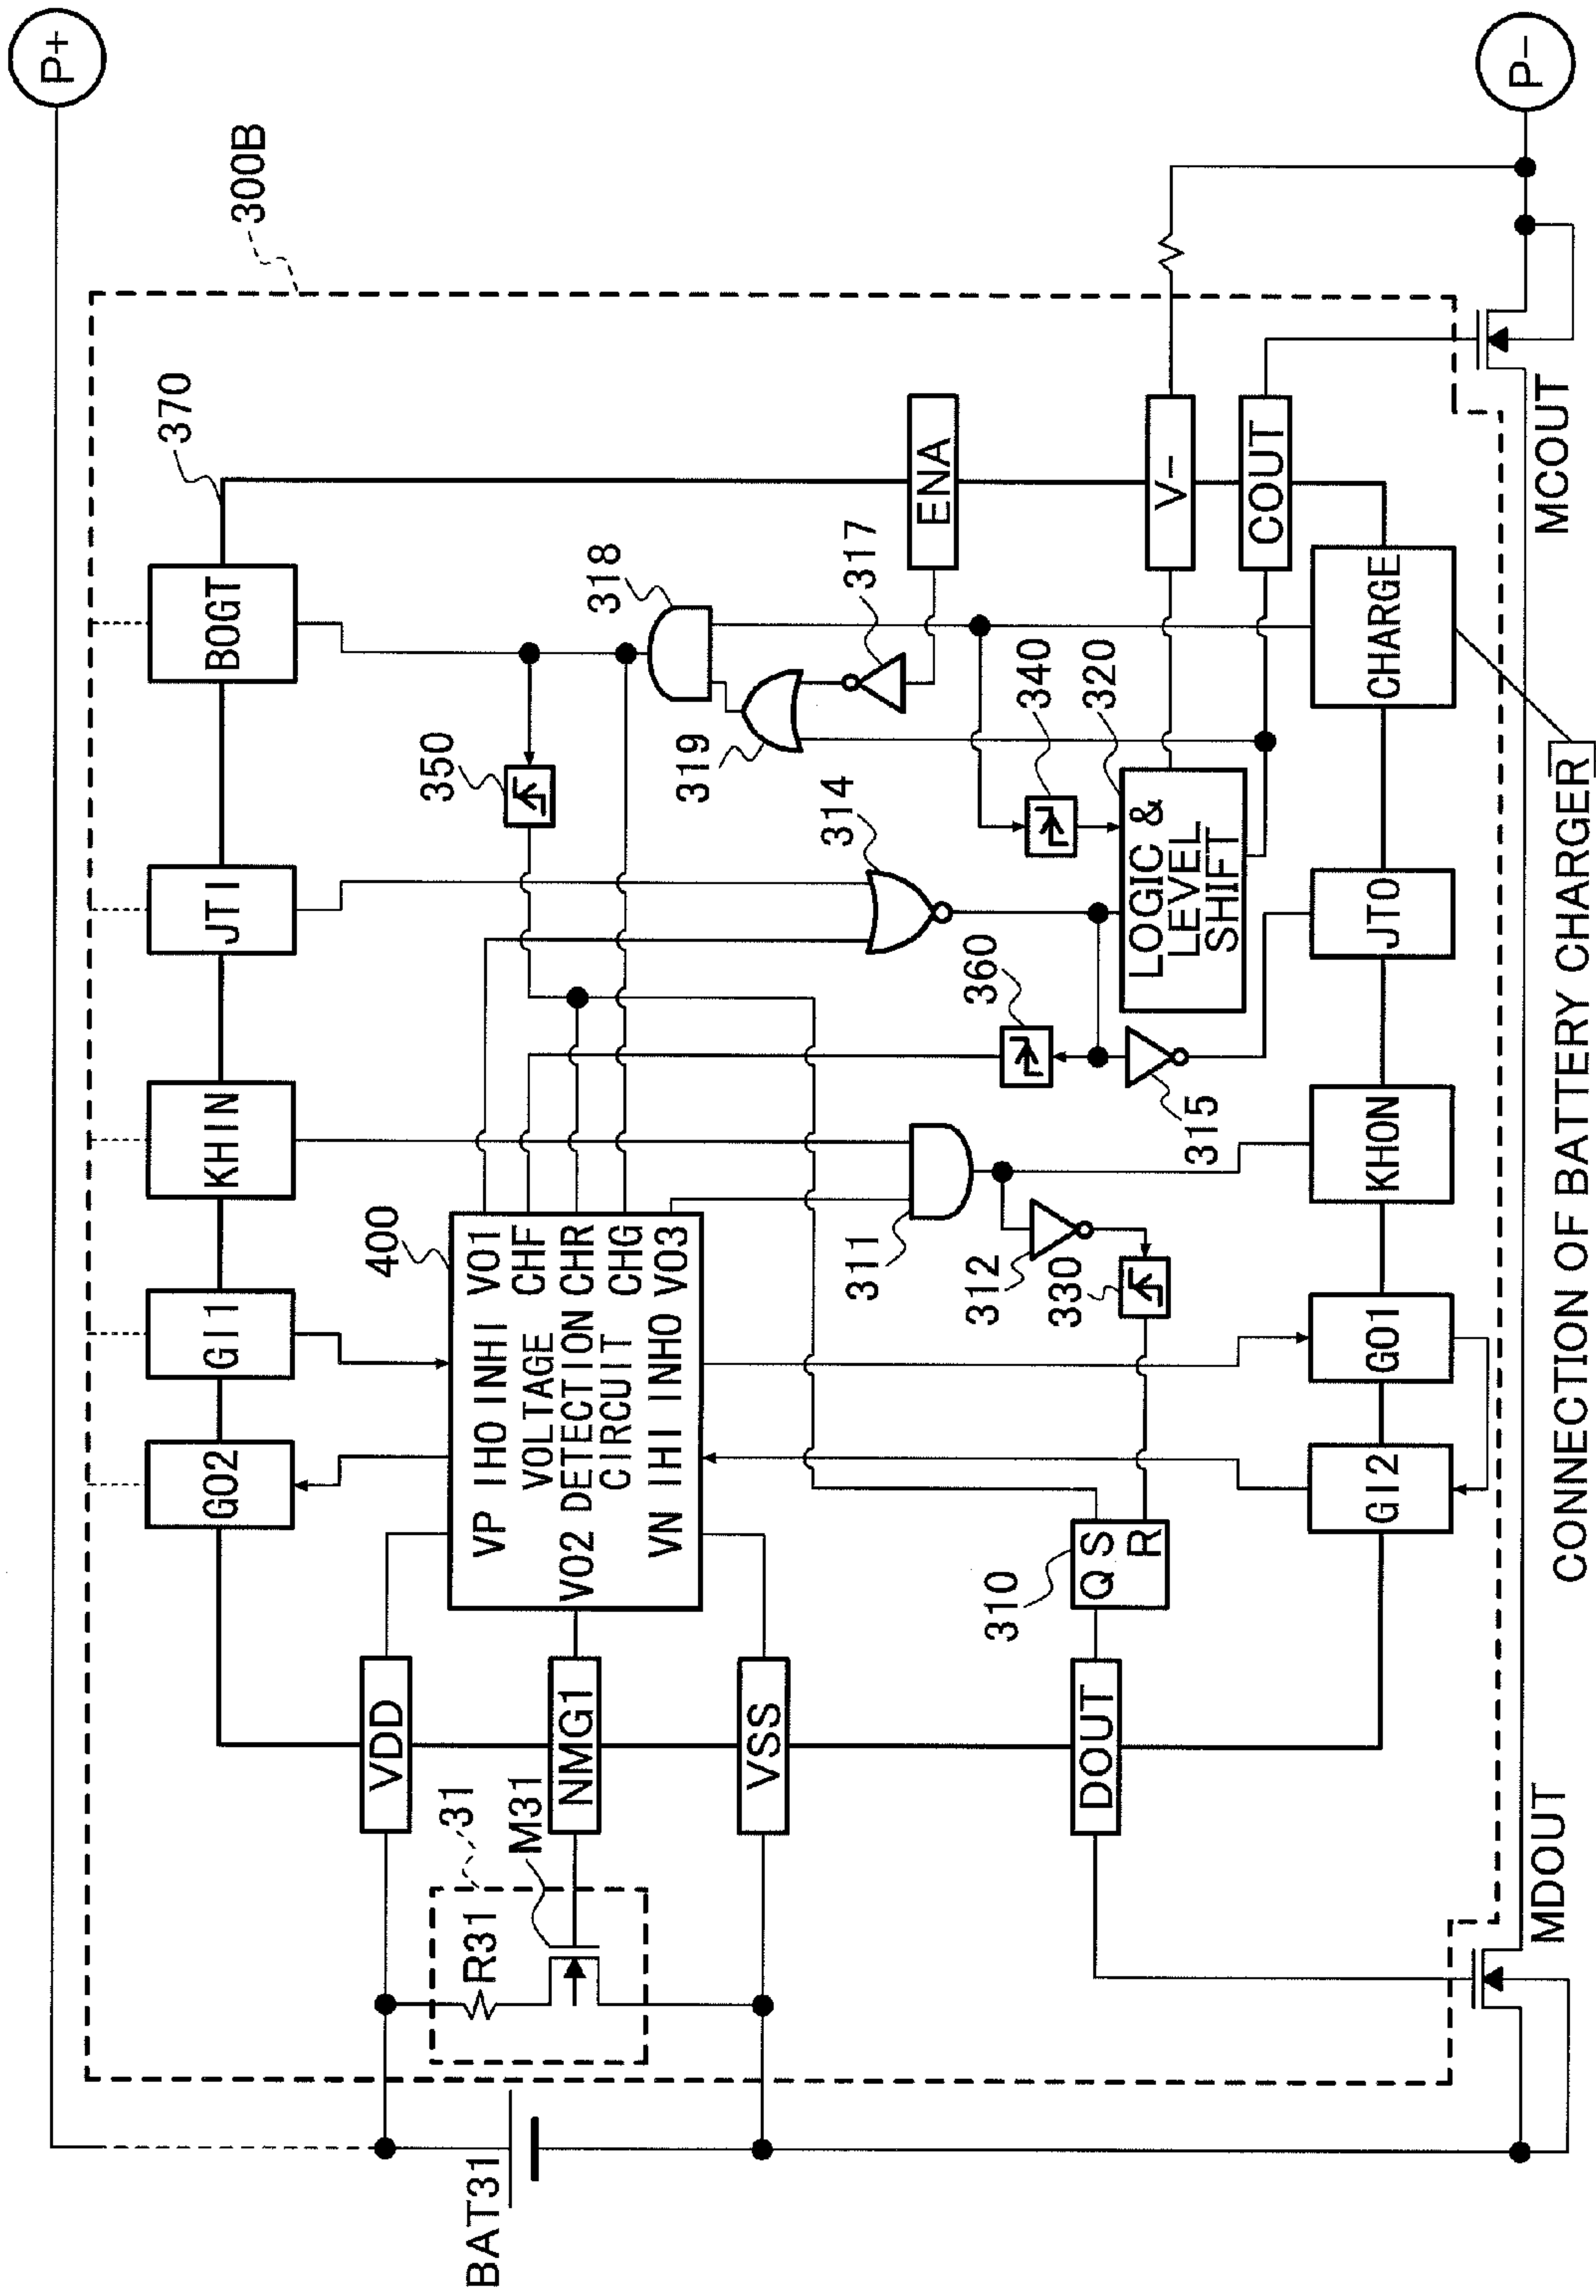 P+
300B
370
GO2
GI1
KHIN
JTI
BOGT
VDD
400
350
31
R31
BAT31
M31
NMG1
VSS
VP IHO INHI VO1
VOLTAGE CHF
VO2 DETECTION CHR
CIRCUIT CHG
VN IHI INHO VO3
318
319
314
317
ENA
311
312
360
340
310
330
320
Q S
R
DOUT
LOGIC &
LEVEL
SHIFT
V-
COUT
315
GI2
GO1
KHON
JTO
CHARGE
MDOUT
MCOUT
P-
CONNECTION OF BATTERY CHARGER